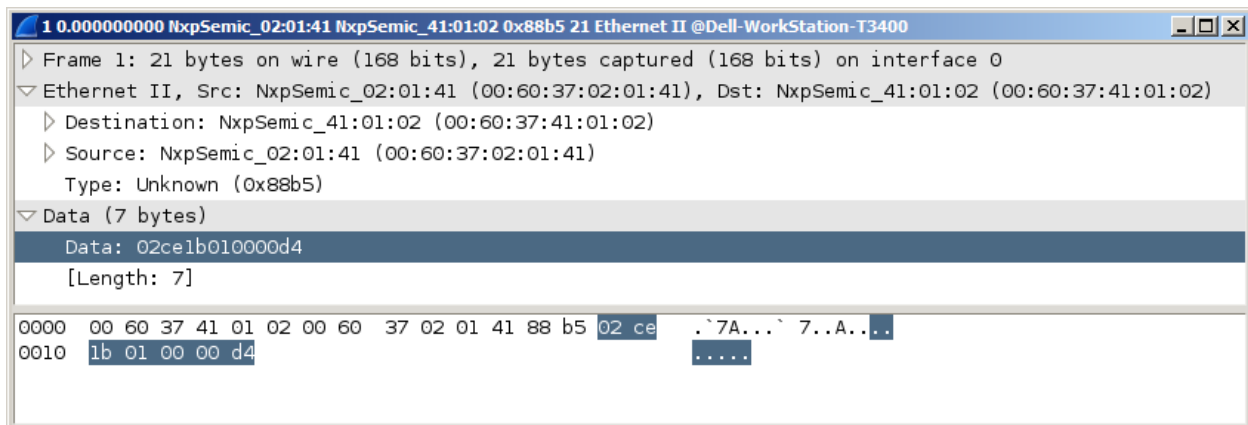 1 0.000000000 NxpSemic_02:01:41 NxpSemic_41:01:02 0x88b5 21 Ethernet II @Dell-WorkStation-T3400
Frame 1: 21 bytes on wire (168 bits), 21 bytes captured (168 bits) on interface 0
Ethernet II, Src: NxpSemic_02:01:41 (00:60:37:02:01:41), Dst: NxpSemic_41:01:02 (00:60:37:41:01:02)
Destination: NxpSemic_41:01:02 (00:60:37:41:01:02)
Source: NxpSemic_02:01:41 (00:60:37:02:01:41)
Type: Unknown (0x88b5)
Data (7 bytes)
Data: 02ce1b010000d4
[Length: 7]
0000 00 60 37 41 01 02 00 60 37 02 01 41 88 b5 02 ce .`7A...` 7..A....
0010 1b 01 00 00 d4 .....